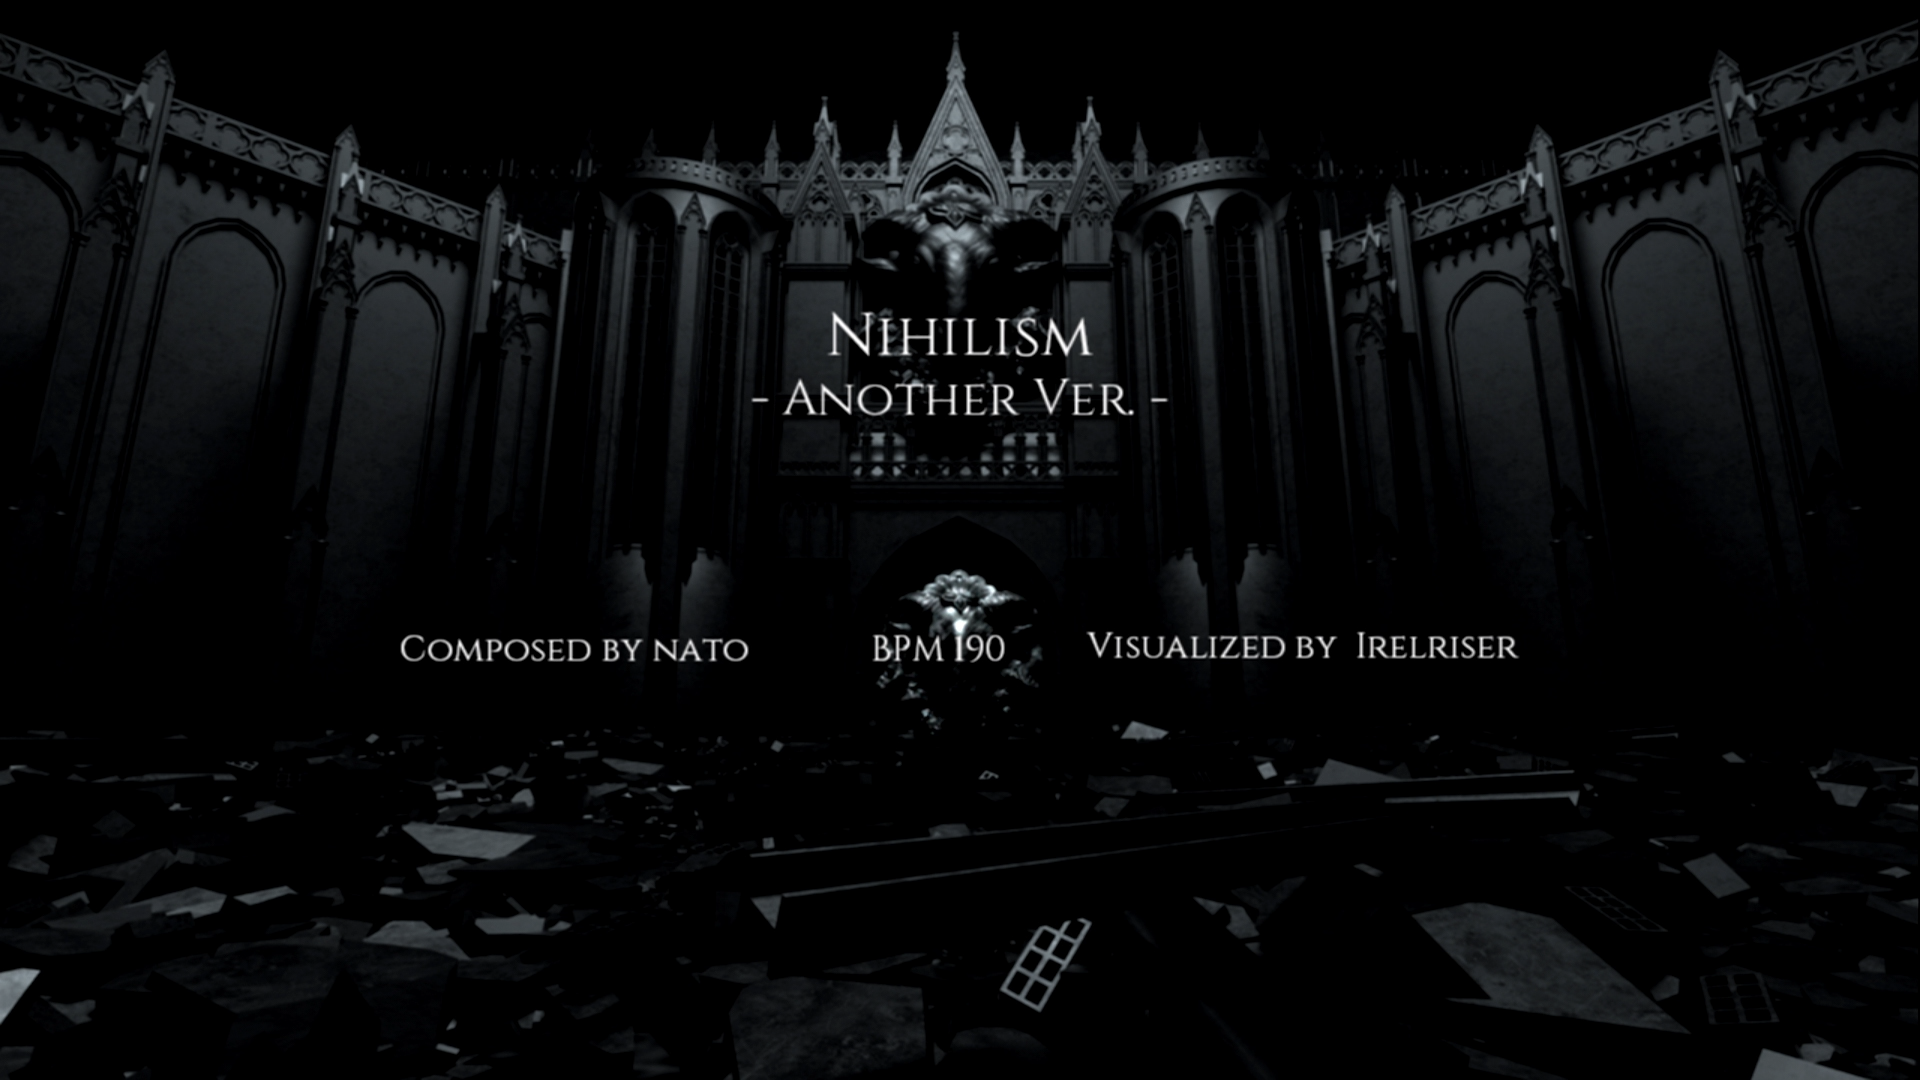 Nihilism
- Another Ver. -
Composed by nato
BPM 190
Visualized by Irelriser